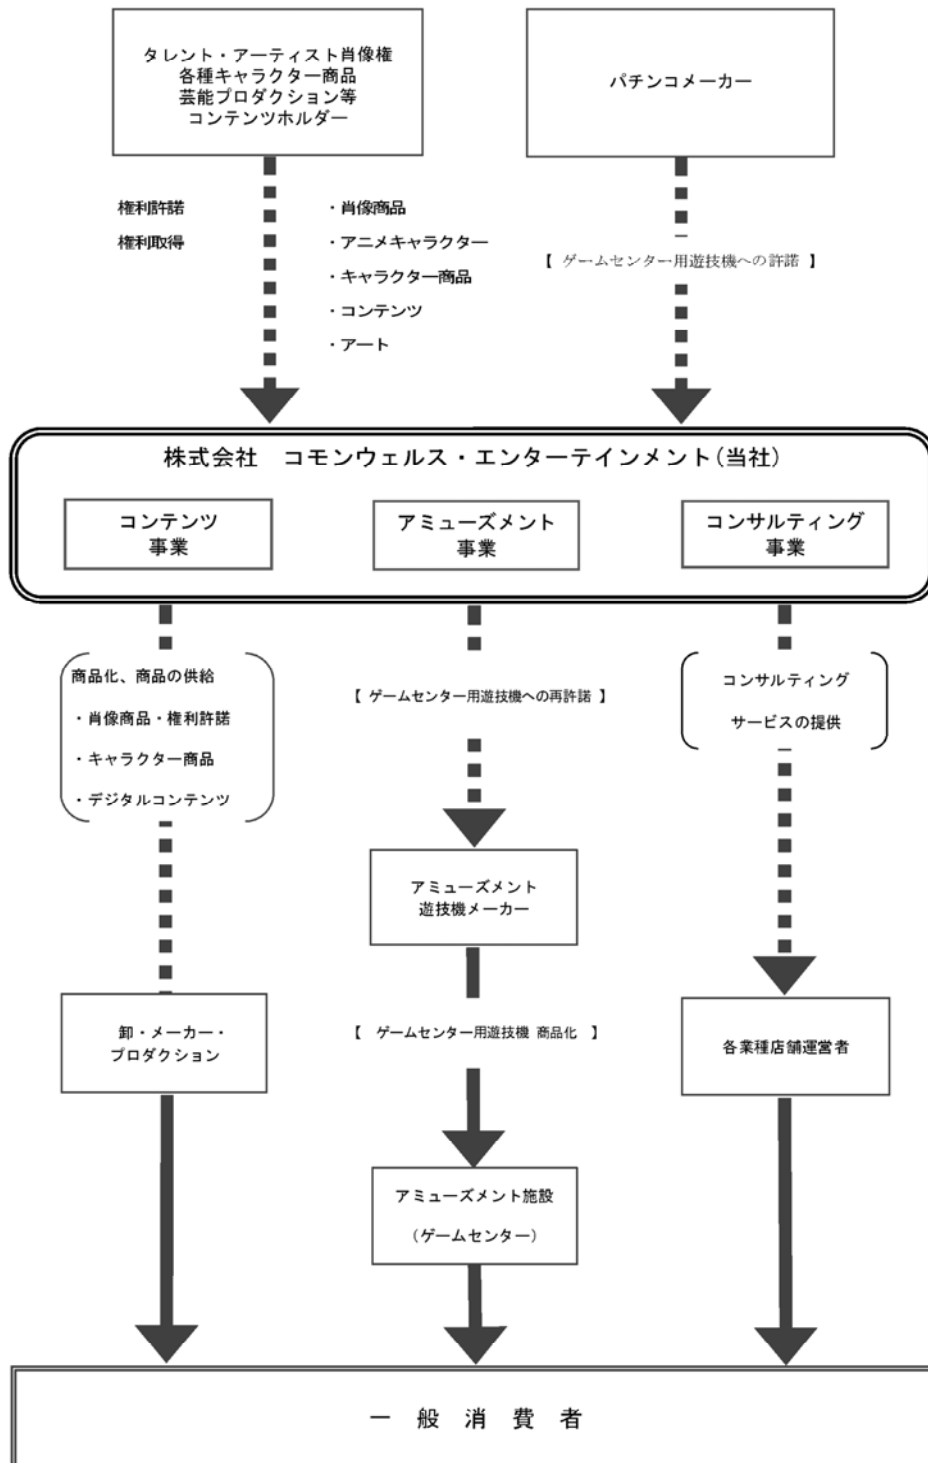 タレント・アーティスト肖像権
各種キャラクター商品
芸能プロダクション等
コンテンツホルダー
パチンコメーカー
権利許諾
権利取得
・肖像商品
・アニメキャラクター
・キャラクター商品
・コンテンツ
・アート
【 ゲームセンター用遊技機への許諾 】
株式会社　コモンウェルス・エンターテインメント(当社)
コンテンツ
事業
アミューズメント
事業
コンサルティング
事業
商品化、商品の供給
・肖像商品・権利許諾
・キャラクター商品
・デジタルコンテンツ
【 ゲームセンター用遊技機への再許諾 】
コンサルティング
サービスの提供
アミューズメント
遊技機メーカー
卸・メーカー・
プロダクション
【　ゲームセンター用遊技機 商品化　】
各業種店舗運営者
アミューズメント施設
（ゲームセンター）
一　般　消　費　者